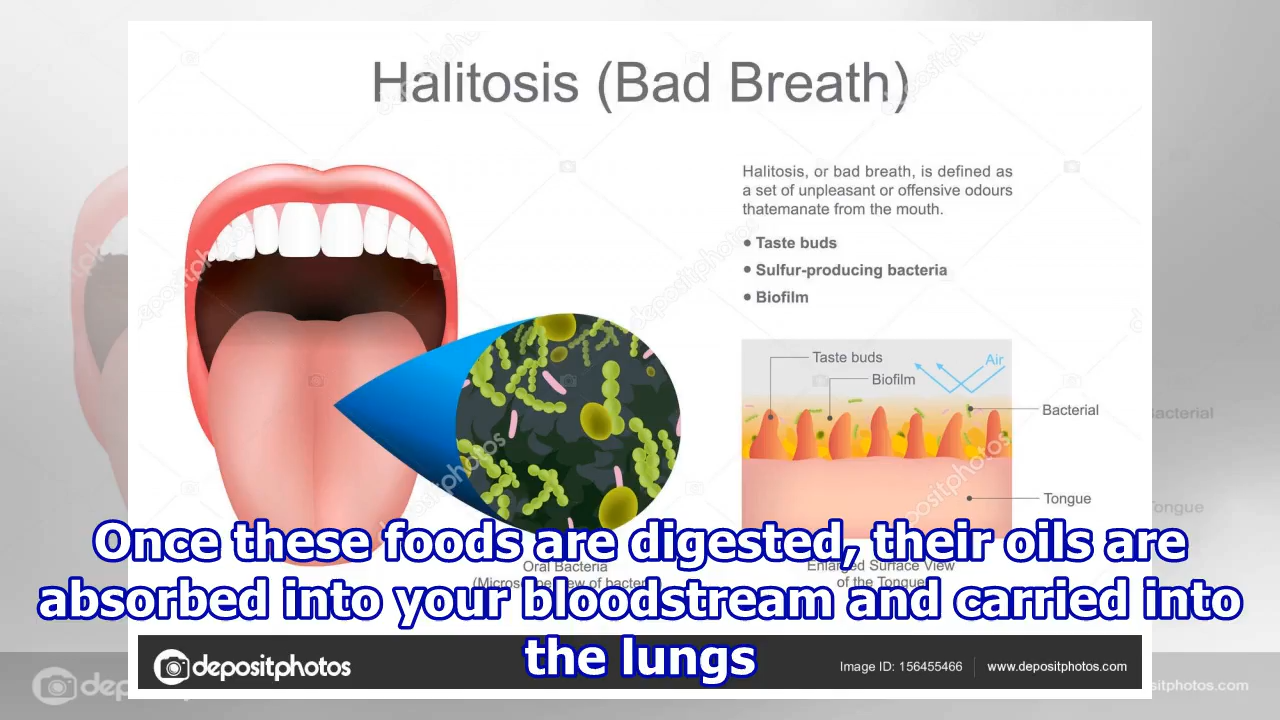 Halitosis (Bad Breath)
Halitosis, or bad breath, is defined as
a set of unpleasant or offensive odours
thatemanate from the mouth.
• Taste buds
• Sulfur-producing bacteria
• Biofilm
Taste buds
Biofilm
Air
Bacterial
Bacterial
Tongue
Tongue
Once these foods are digested, their oils are
Oral Bacteria
Enlarged Surface View
of the Tongue
absorbed into your bloodstream and carried into
the lungs
depositphotos
Image ID: 156455466
www.depositphotos.com